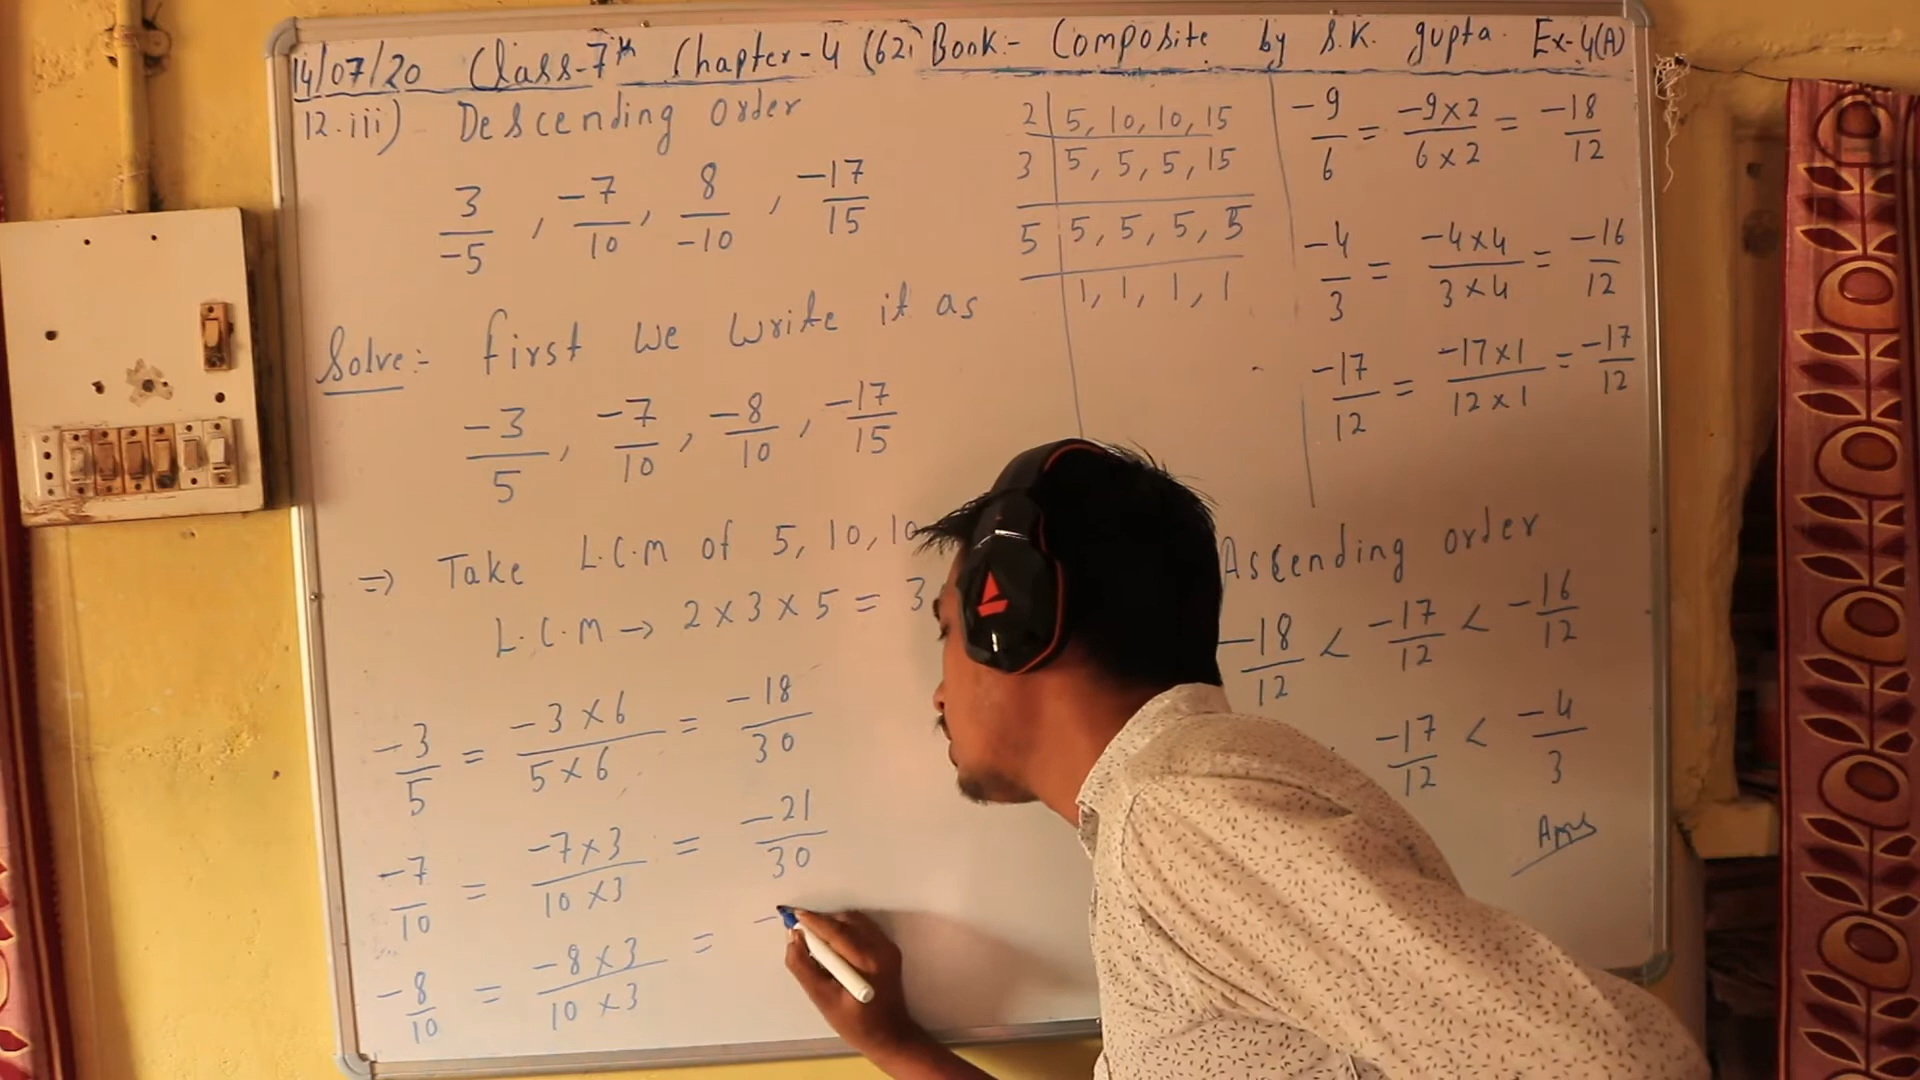 14/07/20 Class-7th Chapter-4 (62) Book:- Composite by S.K. gupta. Ex-4(A)
12.iii) Descending order
3/-5 , -7/10 , 8/-10 , -17/15
Solve:- first we write it as
-3/5 , -7/10 , -8/10 , -17/15
=> Take L.C.M of 5, 10, 10
L.C.M → 2 × 3 × 5 = 3
-3/5 = -3×6/5×6 = -18/30
-7/10 = -7×3/10×3 = -21/30
-8/10 = -8×3/10×3 = -
2 | 5, 10, 10, 15
3 | 5, 5, 5, 15
5 | 5, 5, 5, 5
1, 1, 1, 1
-9/6 = -9×2/6×2 = -18/12
-4/3 = -4×4/3×4 = -16/12
-17/12 = -17×1/12×1 = -17/12
Ascending order
-18/12 < -17/12 < -16/12
-17/12 < -4/3
Ans